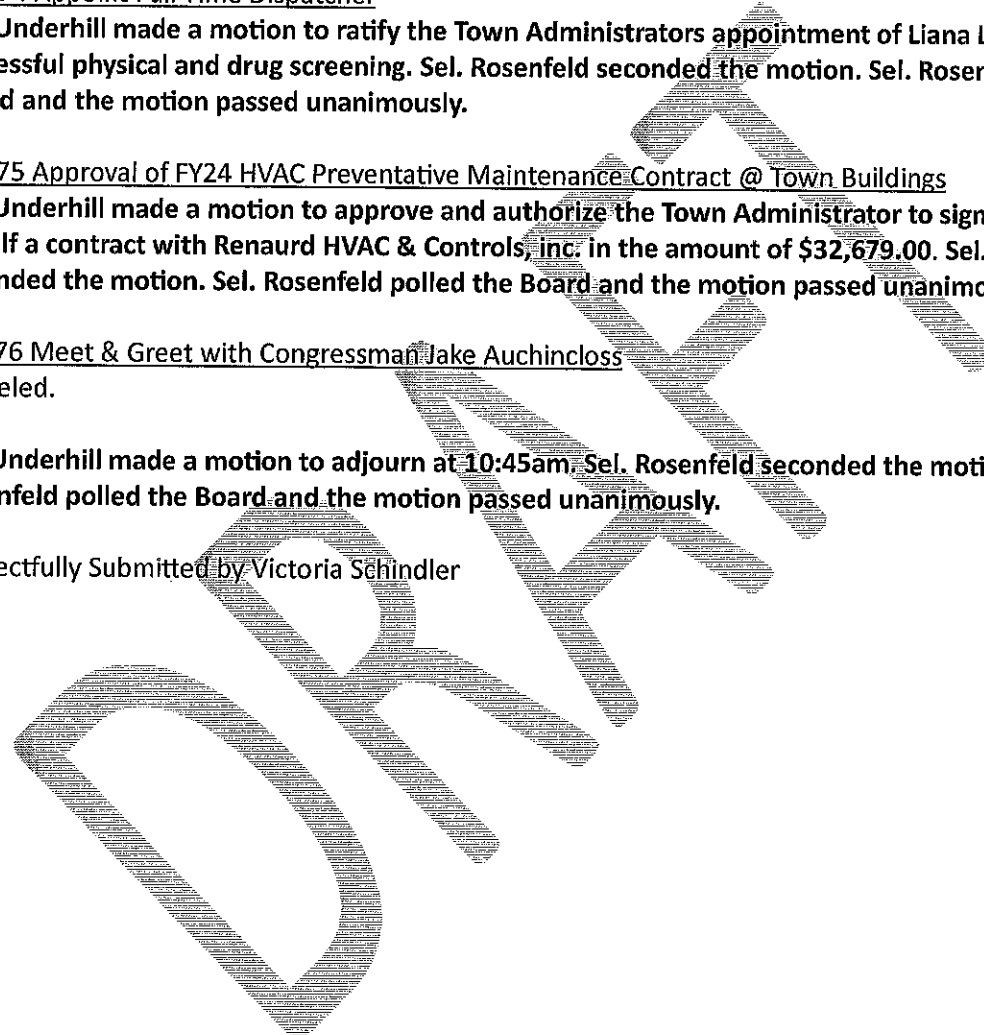 Appoint Full Time Dispatcher
Underhill made a motion to ratify the Town Administrators appointment of Liana L
essful physical and drug screening. Sel. Rosenfeld seconded the motion. Sel. Rosen
d and the motion passed unanimously.
75 Approval of FY24 HVAC Preventative Maintenance Contract @ Town Buildings
Underhill made a motion to approve and authorize the Town Administrator to sign
lf a contract with Renaurd HVAC & Controls, inc. in the amount of $32,679.00. Sel.
nded the motion. Sel. Rosenfeld polled the Board and the motion passed unanimo
76 Meet & Greet with Congressman Jake Auchincloss
eled.
Underhill made a motion to adjourn at 10:45am. Sel. Rosenfeld seconded the moti
nfeld polled the Board and the motion passed unanimously.
ectfully Submitted by Victoria Schindler
DRAFT